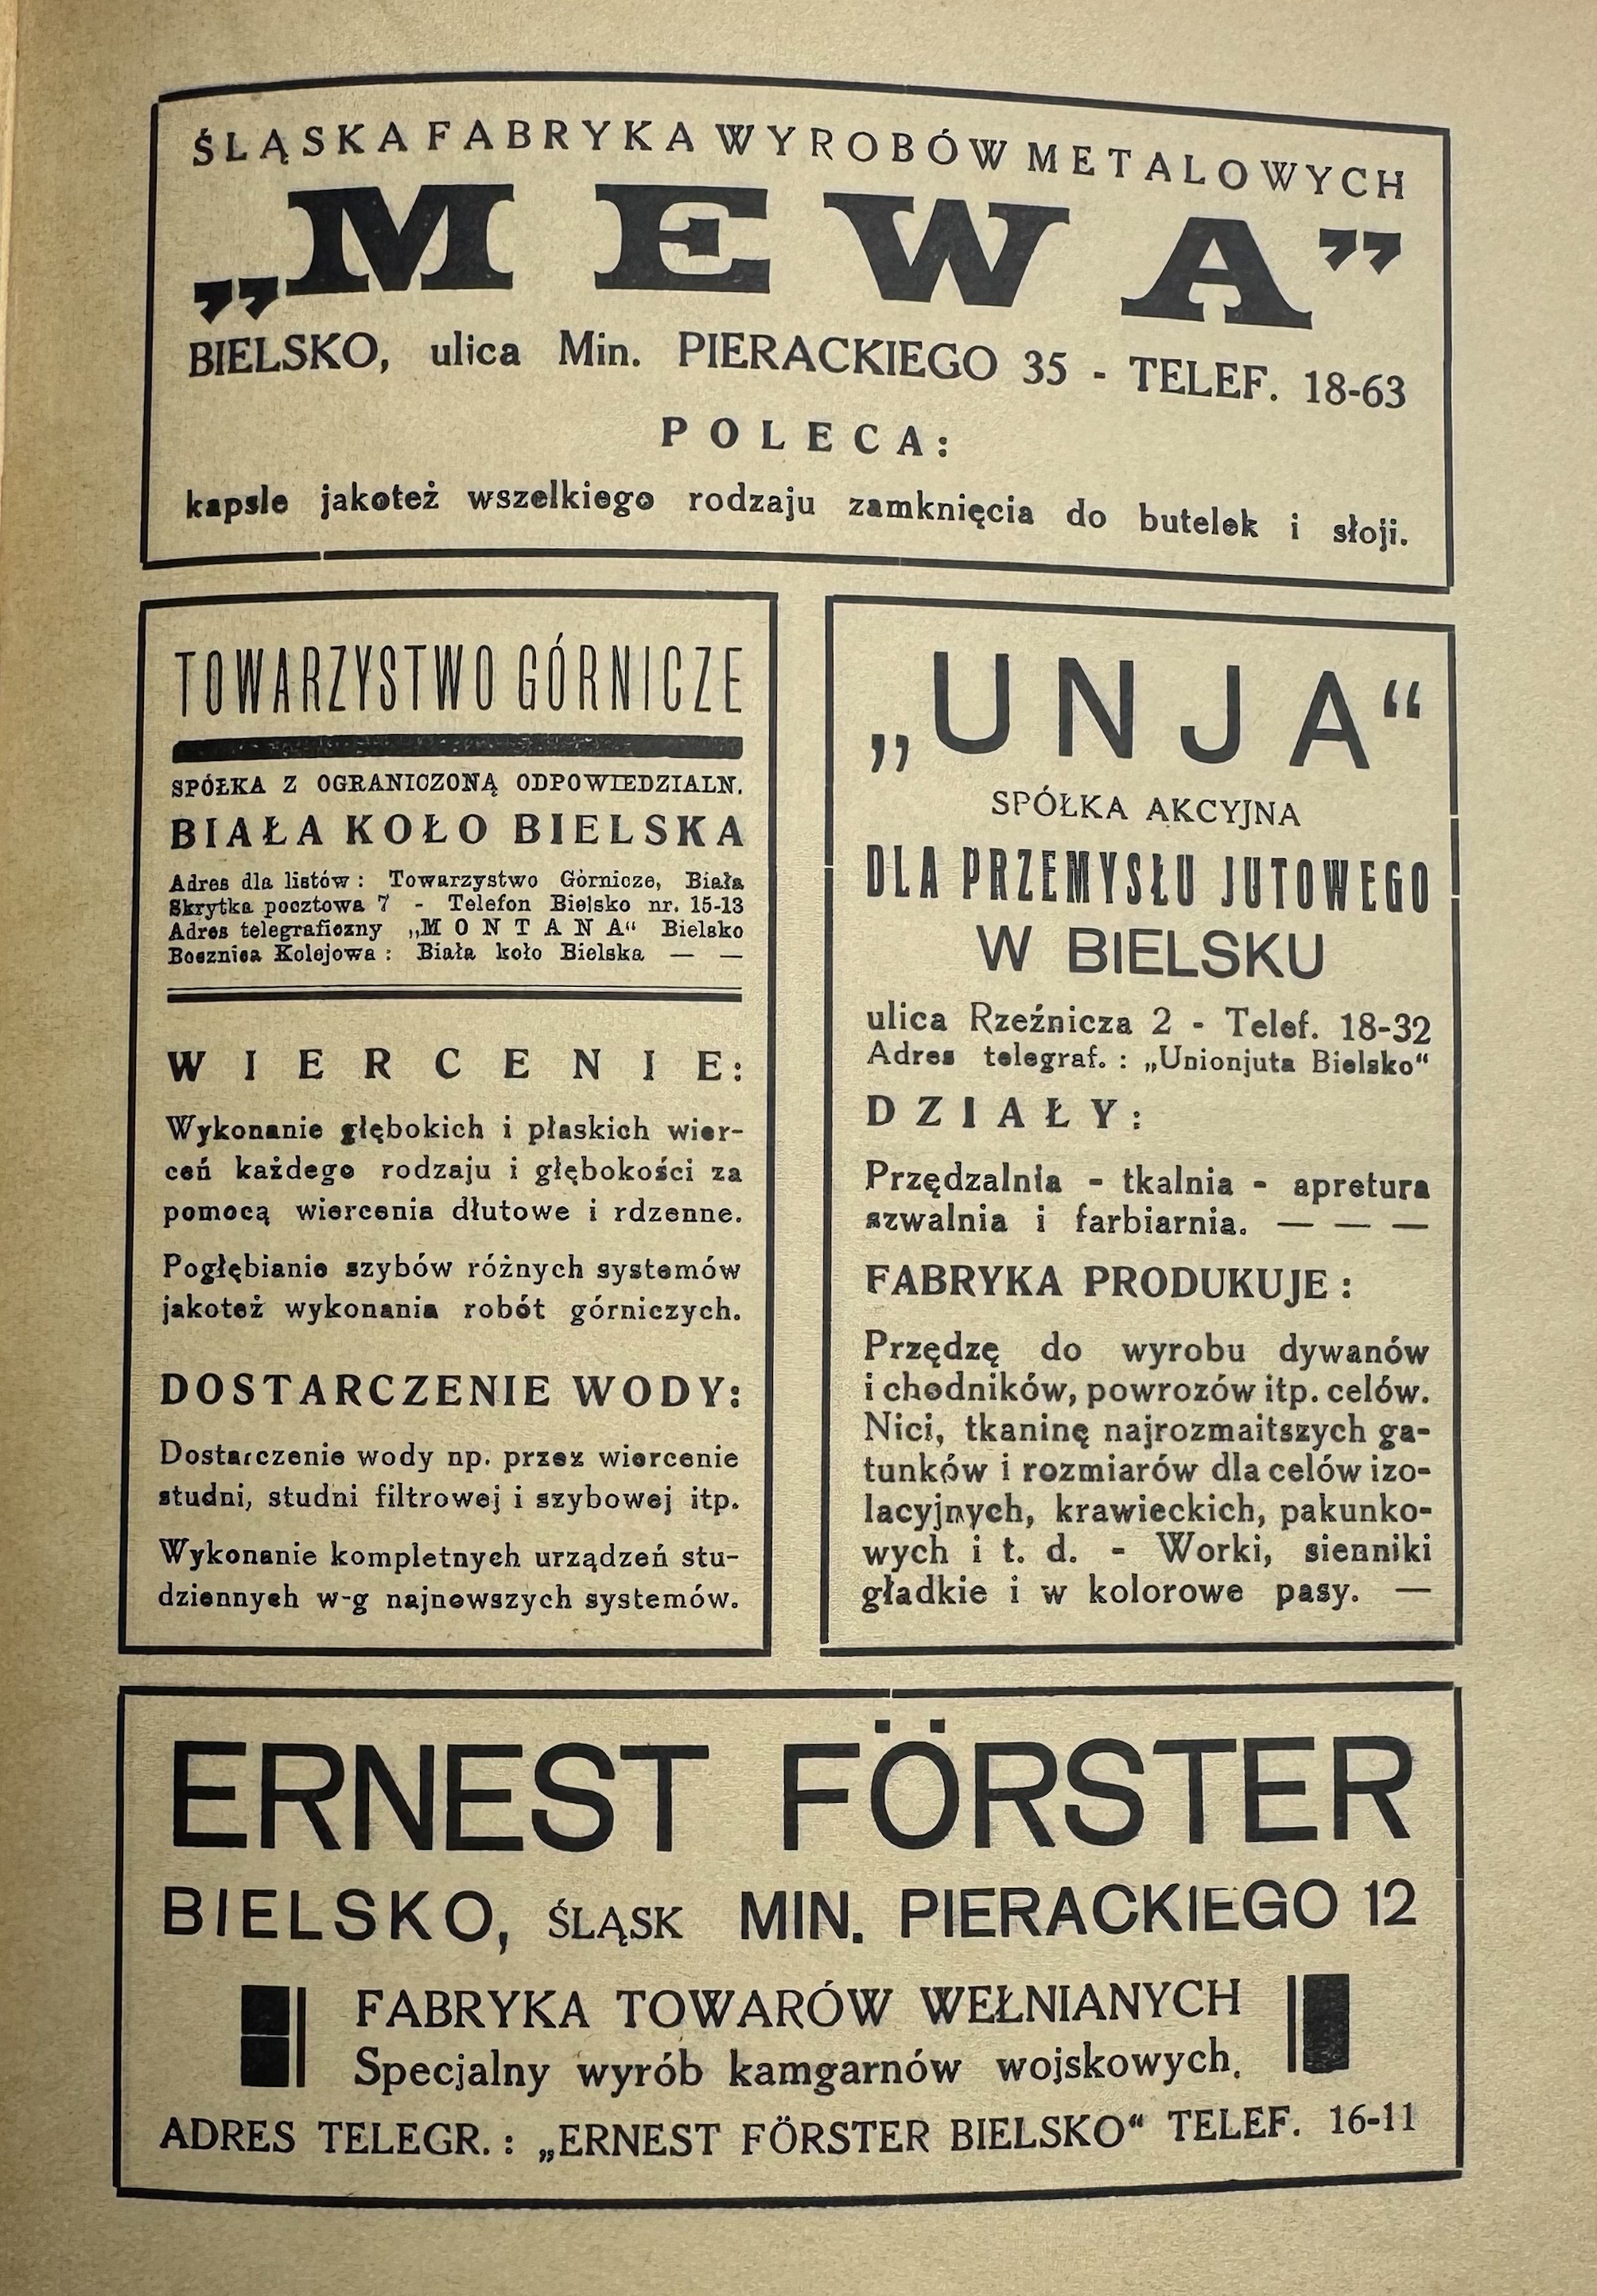 ŚLĄSKA FABRYKA WYROBÓW METALOWYCH
„MEWA”
BIELSKO, ulica Min. PIERACKIEGO 35 - TELEF. 18-63
POLECA:
kapsle jakoteż wszelkiego rodzaju zamknięcia do butelek i słoji.
TOWARZYSTWO GÓRNICZE
SPÓŁKA Z OGRANICZONĄ ODPOWIEDZIALN.
BIAŁA KOŁO BIELSKA
Adres dla listów : Towarzystwo Górnicze, Biała
Skrytka pocztowa 7 - Telefon Bielsko nr. 15-13
Adres telegraficzny „MONTANA“ Bielsko
Bocznica Kolejowa : Biała koło Bielska — —
WIERCENIE:
Wykonanie głębokich i płaskich wier-
ceń każdego rodzaju i głębokości za
pomocą wiercenia dłutowe i rdzenne.
Pogłębianie szybów różnych systemów
jakoteż wykonania robót górniczych.
DOSTARCZENIE WODY:
Dostarczenie wody np. przez wiercenie
studni, studni filtrowej i szybowej itp.
Wykonanie kompletnych urządzeń stu-
dziennych w-g najnowszych systemów.
„UNJA“
SPÓŁKA AKCYJNA
DLA PRZEMYSŁU JUTOWEGO
W BIELSKU
ulica Rzeźnicza 2 - Telef. 18-32
Adres telegraf. : „Unionjuta Bielsko“
DZIAŁY:
Przędzalnia - tkalnia - apretura
szwalnia i farbiarnia. — — —
FABRYKA PRODUKUJE :
Przędzę do wyrobu dywanów
i chodników, powrozów itp. celów.
Nici, tkaninę najrozmaitszych ga-
tunków i rozmiarów dla celów izo-
lacyjnych, krawieckich, pakunko-
wych i t. d. - Worki, sienniki
gładkie i w kolorowe pasy. —
ERNEST FÖRSTER
BIELSKO, ŚLĄSK MIN. PIERACKIEGO 12
FABRYKA TOWARÓW WEŁNIANYCH
Specjalny wyrób kamgarnów wojskowych.
ADRES TELEGR. : „ERNEST FÖRSTER BIELSKO“ TELEF. 16-11